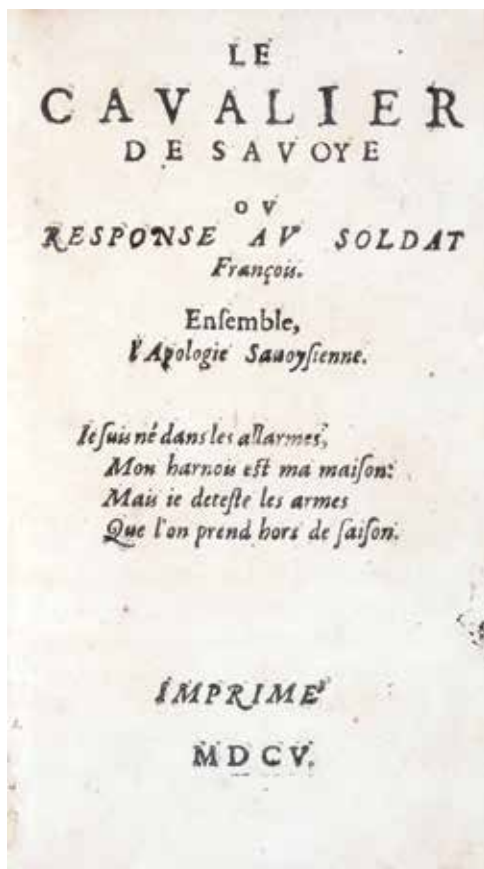 LE
CAVALIER
DE SAVOYE
OV
RESPONSE AV SOLDAT
François.
Enſemble,
l'Apologie Sauoyſienne.
Ie ſuis né dans les allarmes,
Mon harnois eſt ma maiſon:
Mais ie deteſte les armes
Que l'on prend hors de ſaiſon.
IMPRIME'
MDCV.